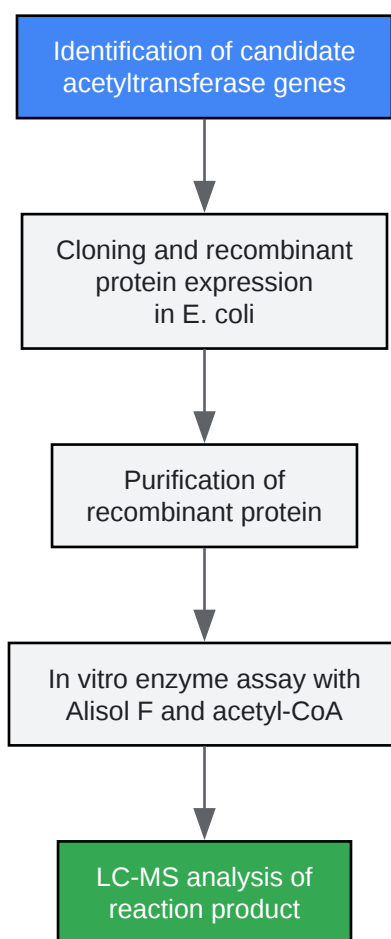 Identification of candidate
acetyltransferase genes
Cloning and recombinant
protein expression
in E. coli
Purification of
recombinant protein
In vitro enzyme assay with
Alisol F and acetyl-CoA
LC-MS analysis of
reaction product